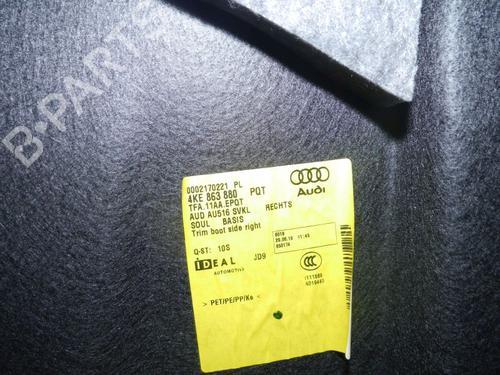 B-PARTS
0002170221 PL
4KE 863 880 PQT
TFA.11AA.EPQT
AUD AU516 SVKL RECHTS
SOUL BASIS
Trim boot side right
Audi
Q-ST: 10S
IDEAL JD9
AUTOMOTIVE
> PET/PE/PP/Ke <